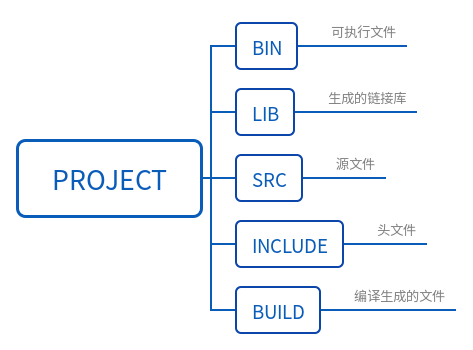 PROJECT
BIN
可执行文件
LIB
生成的链接库
SRC
源文件
INCLUDE
头文件
BUILD
编译生成的文件